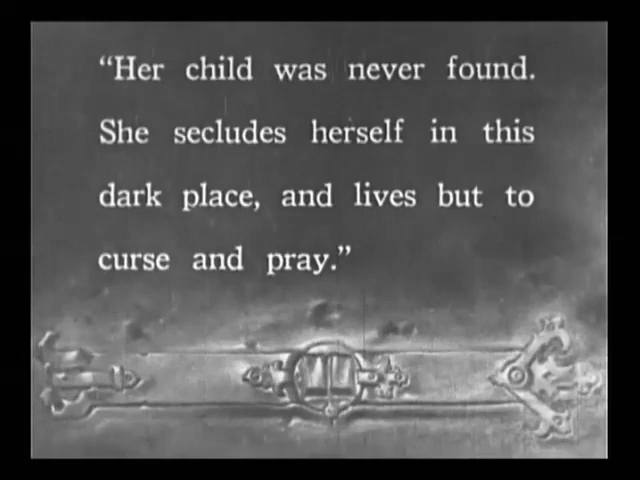 “Her child was never found.
She secludes herself in this
dark place, and lives but to
curse and pray.”